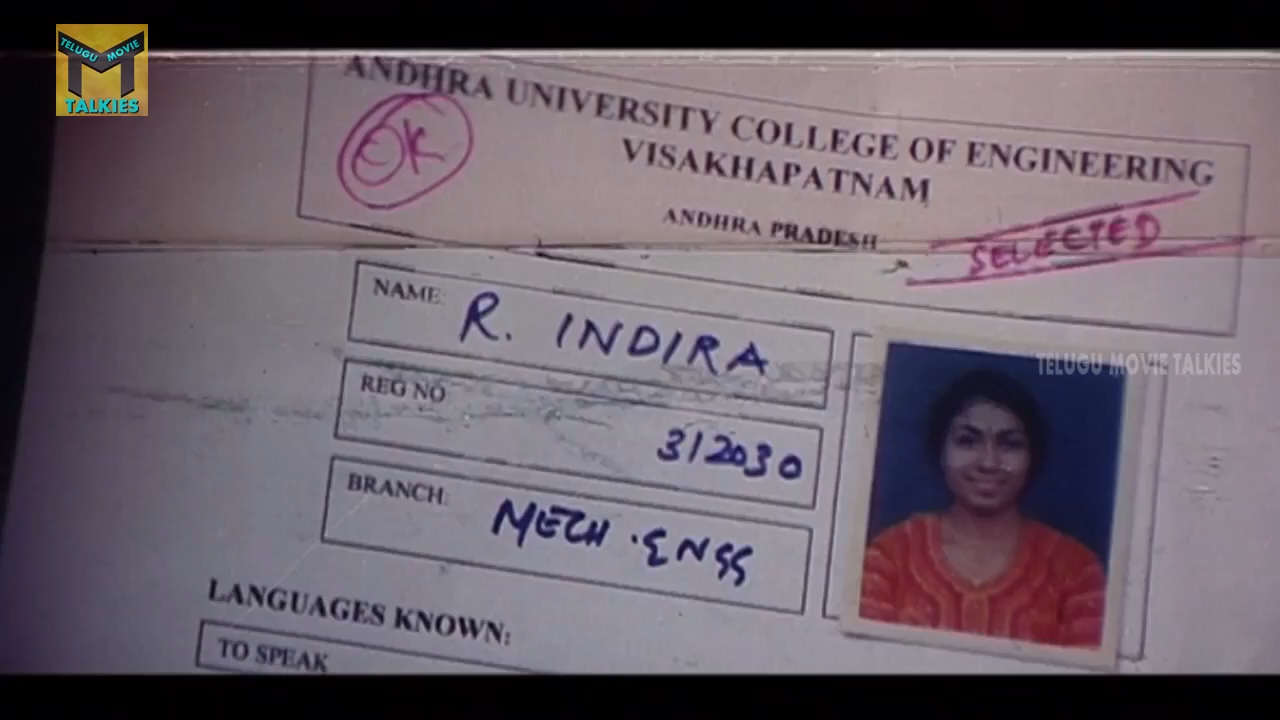 TELUGU MOVIE
TALKIES
ANDHRA UNIVERSITY COLLEGE OF ENGINEERING
VISAKHAPATNAM
ANDHRA PRADESH
OK
SELECTED
NAME: R. INDIRA
REG NO 312030
BRANCH: MECH. ENGG
LANGUAGES KNOWN:
TO SPEAK
TELUGU MOVIE TALKIES